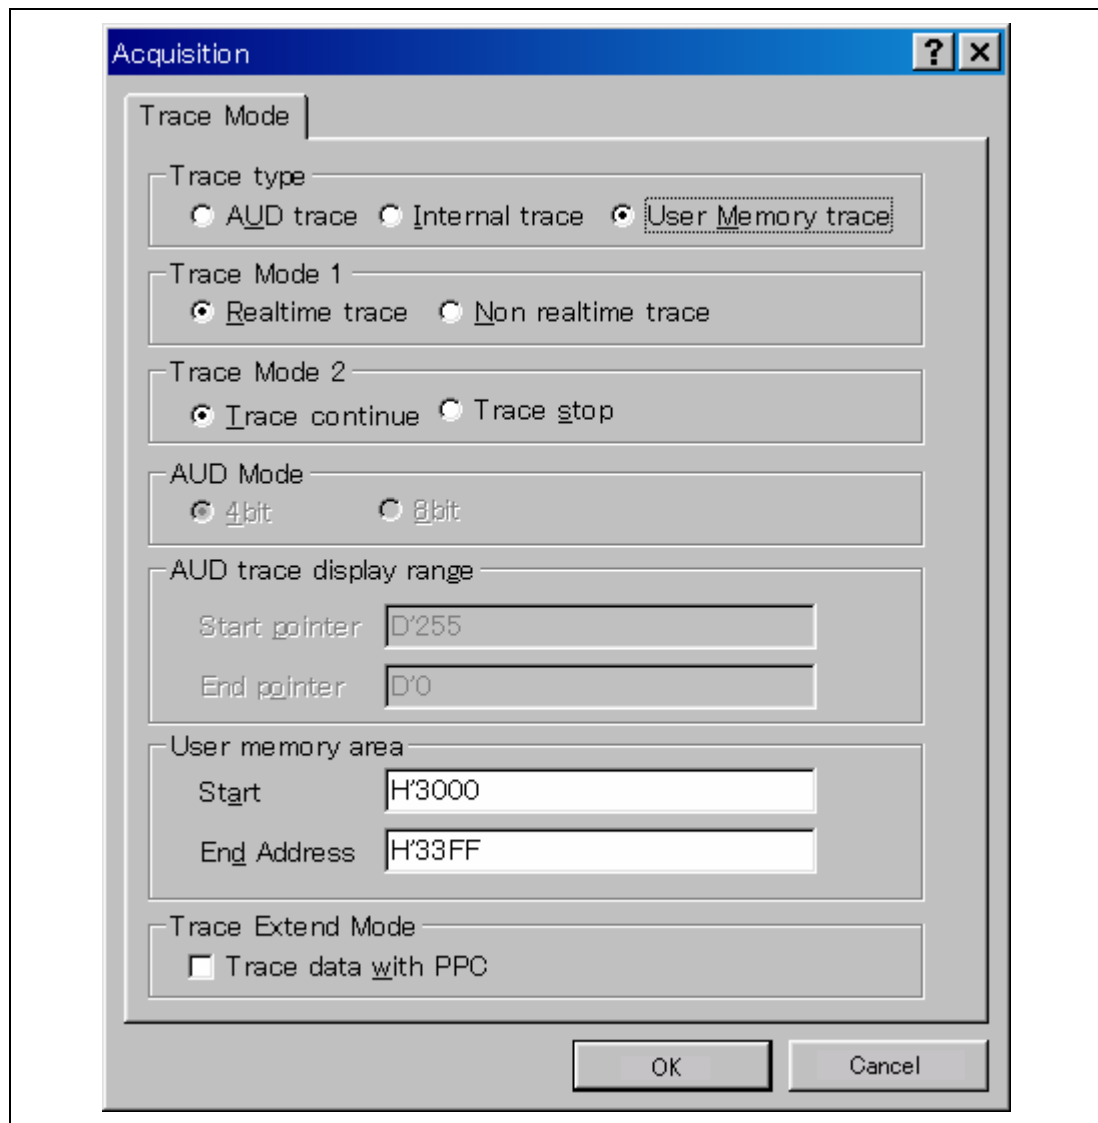 Acquisition
Trace Mode
Trace type
AUD trace Internal trace User Memory trace
Trace Mode 1
Realtime trace Non realtime trace
Trace Mode 2
Trace continue Trace stop
AUD Mode
4bit 8bit
AUD trace display range
Start pointer D'255
End pointer D'0
User memory area
Start H'3000
End Address H'33FF
Trace Extend Mode
Trace data with PPC
OK Cancel